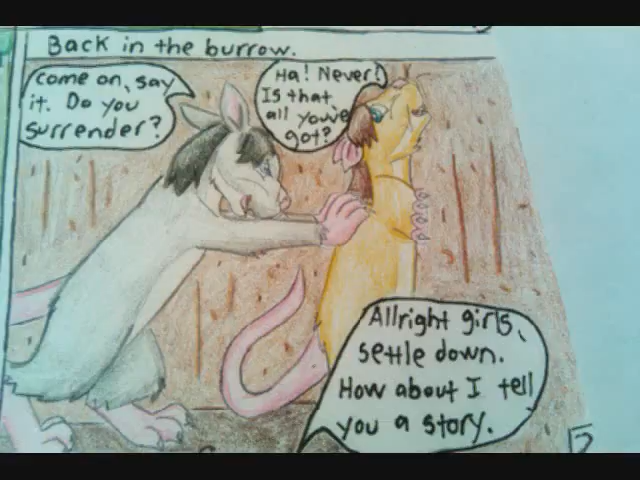 Back in the burrow.
Come on, say
it. Do you
surrender?
Ha! Never!
Is that
all you've
got?
Allright girls,
settle down.
How about I tell
you a story.